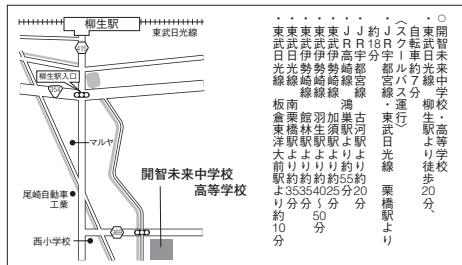 ○開智未来中学校・高等学校
・東武日光線 柳生駅より徒歩20分、
自転車約7分
〈スクールバス運行〉
・JR宇都宮線・東武日光線 栗橋駅より
約18分
・JR宇都宮線 古河駅より約20分
・JR高崎線 鴻巣駅より約55分
・東武伊勢崎線 加須駅より約25分
・東武伊勢崎線 羽生駅より約40～50分
・東武伊勢崎線 館林駅より約35分
・東武日光線 南栗橋駅より約35分
・東武日光線 板倉東洋大前駅より約10分
柳生駅
東武日光線
415
柳生駅入口
354
マルヤ
開智未来中学校
高等学校
尾崎自動車
工業
369
西小学校